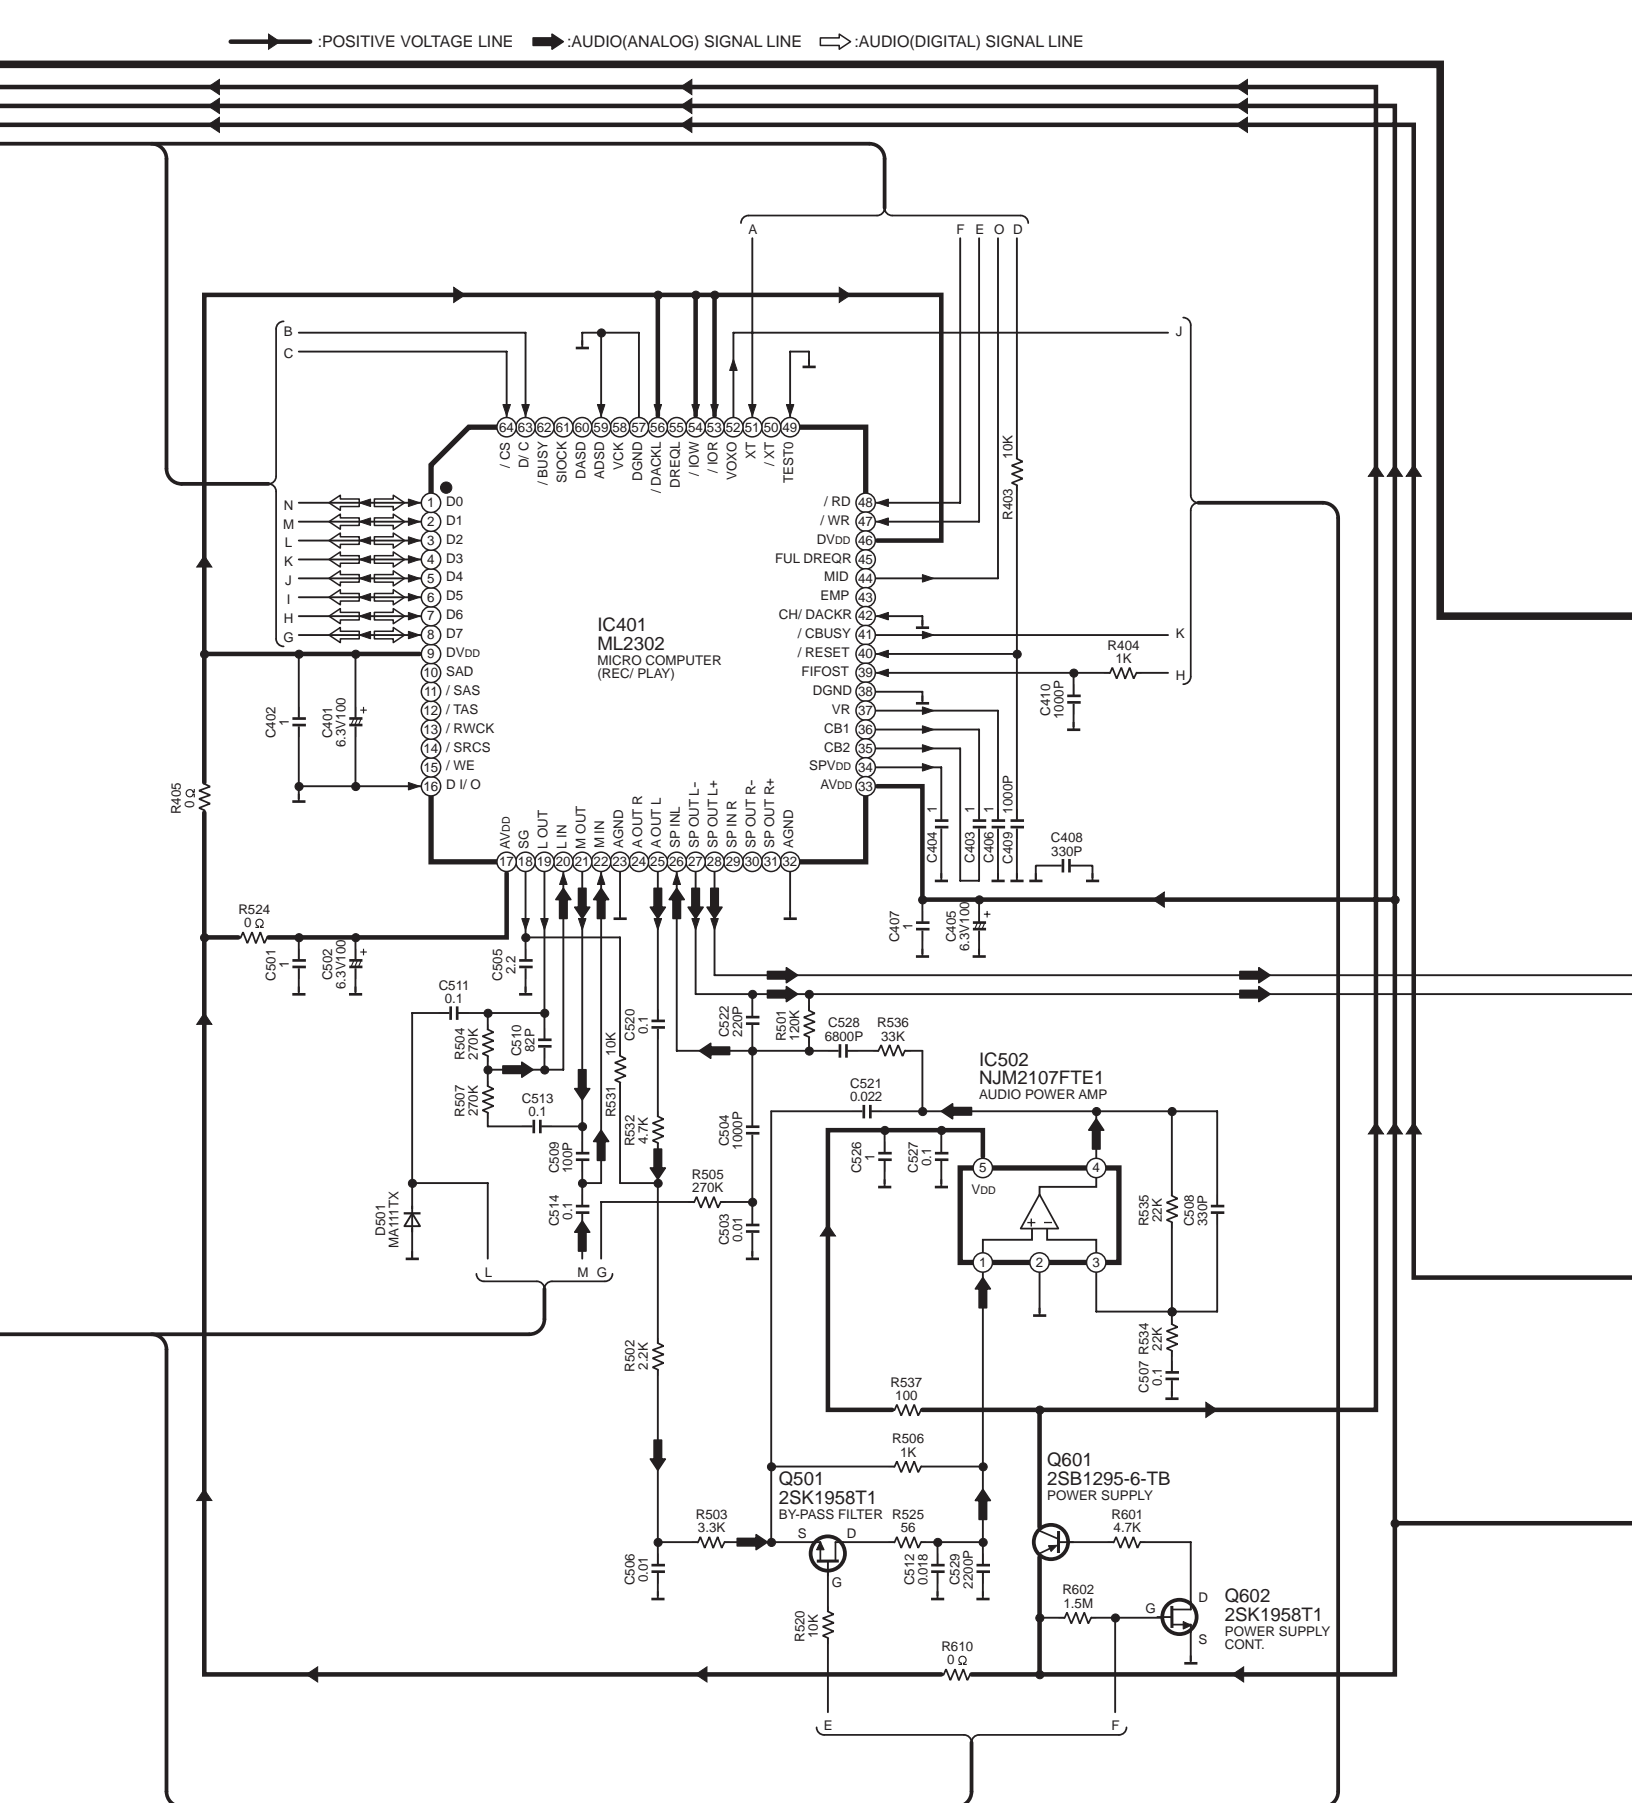 :POSITIVE VOLTAGE LINE :AUDIO(ANALOG) SIGNAL LINE :AUDIO(DIGITAL) SIGNAL LINE
A F E O D
B
C
J
64 63 62 61 60 59 58 57 56 55 54 53 52 51 50 49
/ CS
D/ C
/ BUSY
SIOCK
DASD
ADSD
VCK
DGND
/ DACKL
DREQL
/ IOW
/ IOR
VOXO
XT
/ XT
TEST0
R403 10K
N 1 D0
M 2 D1
L 3 D2
K 4 D3
J 5 D4
I 6 D5
H 7 D6
G 8 D7
9 DVDD
10 SAD
11 / SAS
12 / TAS
13 / RWCK
14 / SRCS
15 / WE
16 D I/ O
IC401
ML2302
MICRO COMPUTER
(REC/ PLAY)
/ RD 48
/ WR 47
DVDD 46
FUL DREQR 45
MID 44
EMP 43
CH/ DACKR 42
/ CBUSY 41 K
/ RESET 40
FIFOST 39 H
DGND 38
VR 37
CB1 36
CB2 35
SPVDD 34
AVDD 33
R404
1K
C410
1000P
C402
1
C401
6.3V100
+
R405
0 Ω
C404 1
C403 1
C406 1
C409 1000P
C408
330P
AVDD
SG
L OUT
L IN
M OUT
M IN
AGND
A OUT R
A OUT L
SP INL
SP OUT L-
SP OUT L+
SP IN R
SP OUT R-
SP OUT R+
AGND
17 18 19 20 21 22 23 24 25 26 27 28 29 30 31 32
R524
0 Ω
C501
1
C502
6.3V100
+
C505
2.2
C407
1
C405
6.3V100
+
C511
0.1
R504
270K
C510
82P
R507
270K
C513
0.1
C509
100P
C514
0.1
R531 10K
C520
0.1
R532
4.7K
C522
220P
R501
120K
C528
6800P
R536
33K
C521
0.022
C504
1000P
R505
270K
C503
0.01
IC502
NJM2107FTE1
AUDIO POWER AMP
C526
1
C527
0.1
5 4
VDD
+ −
1 2 3
R535
22K
C508
330P
R534
22K
C507
0.1
D501
MA111TX
L M G
R502
2.2K
R537
100
R506
1K
Q501
2SK1958T1
BY-PASS FILTER
S D
G
R503
3.3K
R525
56
C506
0.01
C512
0.018
C529
2200P
R520
10K
Q601
2SB1295-6-TB
POWER SUPPLY
R601
4.7K
R602
1.5M
G D
S
Q602
2SK1958T1
POWER SUPPLY
CONT.
R610
0 Ω
E F